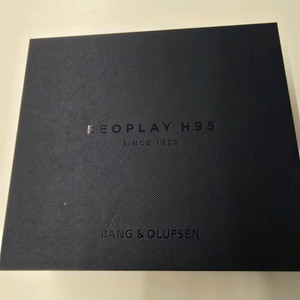 BEOPLAY H95
SINCE 1925
BANG & OLUFSEN